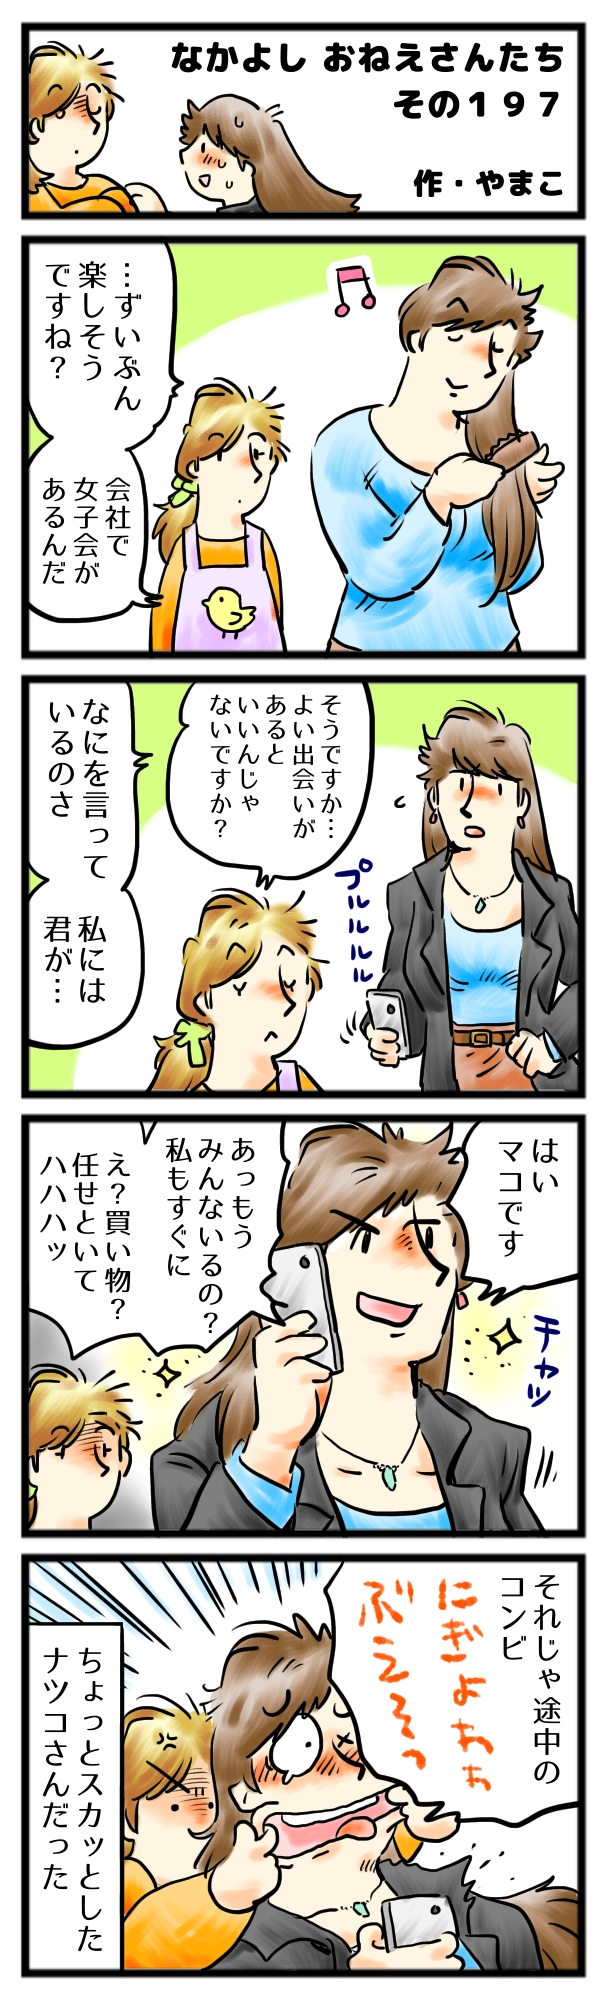 なかよし おねえさんたち
その１９７
作・やまこ
…ずいぶん
楽しそう
ですね？
会社で
女子会が
あるんだ
そうですか…
よい出会いが
あると
いいんじゃ
ないですか？
プルルルル
なにを言って
いるのさ
私には
君が…
はい
マコです
チャッ
あっもう
みんないるの？
私もすぐに
え？買い物？
任せといて
ハハハッ
それじゃ途中の
コンビ
にぎょわぁ
ちょっとスカッとした
ナツコさんだった